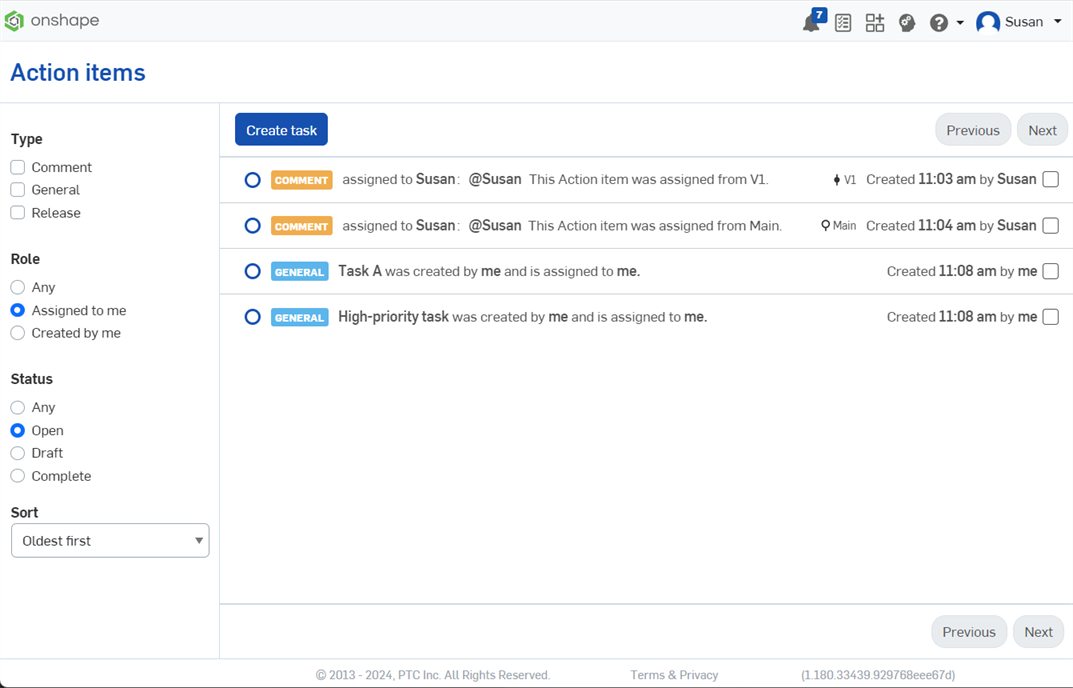 onshape
7
Susan
Action items
Type
Comment
General
Release
Role
Any
Assigned to me
Created by me
Status
Any
Open
Draft
Complete
Sort
Oldest first
Create task
Previous
Next
COMMENT assigned to Susan: @Susan This Action item was assigned from V1. V1 Created 11:03 am by Susan
COMMENT assigned to Susan: @Susan This Action item was assigned from Main. Main Created 11:04 am by Susan
GENERAL Task A was created by me and is assigned to me. Created 11:08 am by me
GENERAL High-priority task was created by me and is assigned to me. Created 11:08 am by me
Previous
Next
© 2013 - 2024, PTC Inc. All Rights Reserved. Terms & Privacy (1.180.33439.929768eee67d)